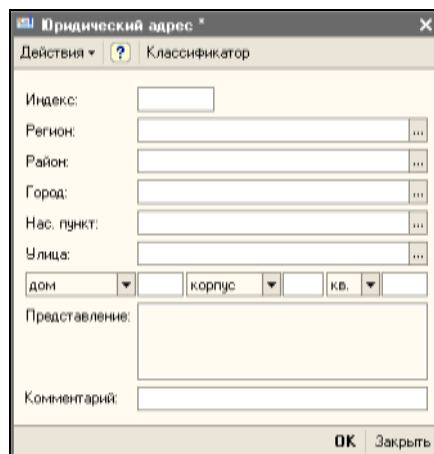 Юридический адрес *
Действия ? Классификатор
Индекс:
Регион: ...
Район: ...
Город: ...
Нас. пункт: ...
Улица: ...
дом корпус кв.
Представление:
Комментарий:
OK Закрыть